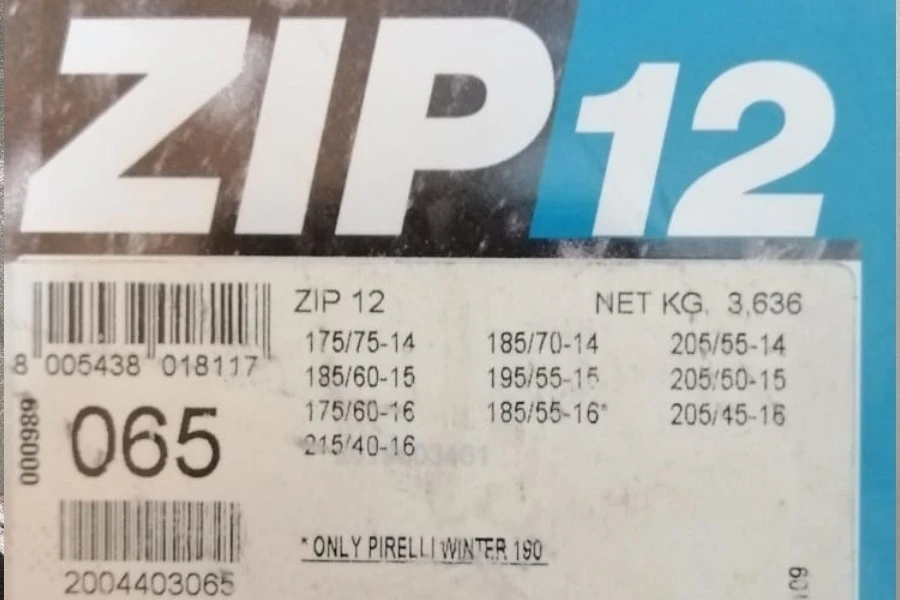 ZIP 12
ZIP 12 NET KG. 3,636
175/75-14 185/70-14 205/55-14
185/60-15 195/55-15 205/50-15
175/60-16 185/55-16* 205/45-16
215/40-16
* ONLY PIRELLI WINTER 190
8 005438 018117
000989
065
2004403065